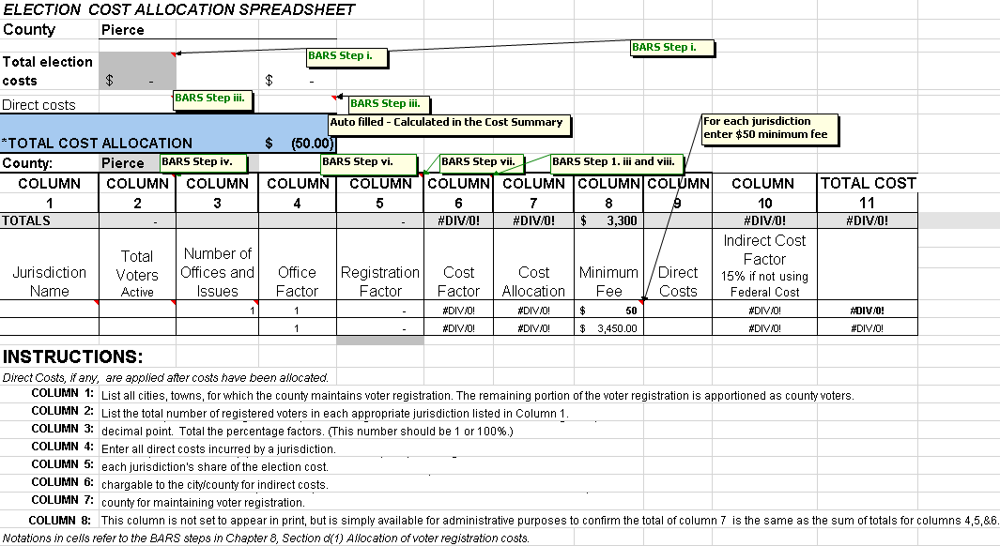 ELECTION COST ALLOCATION SPREADSHEET
County Pierce
BARS Step i.
BARS Step i.
Total election
costs $ - $ -
Direct costs
BARS Step iii.
BARS Step iii.
Auto filled - Calculated in the Cost Summary
For each jurisdiction
enter $50 minimum fee
*TOTAL COST ALLOCATION $ (50.00)
County: Pierce
BARS Step iv.
BARS Step vi.
BARS Step vii.
BARS Step 1. iii and viii.
COLUMN COLUMN COLUMN COLUMN COLUMN COLUMN COLUMN COLUMN COLUMN COLUMN TOTAL COST
1 2 3 4 5 6 7 8 9 10 11
TOTALS - - #DIV/0! #DIV/0! $ 3,300 #DIV/0! #DIV/0!
Jurisdiction
Name
Total
Voters
Active
Number of
Offices and
Issues
Office
Factor
Registration
Factor
Cost
Factor
Cost
Allocation
Minimum
Fee
Direct
Costs
Indirect Cost
Factor
15% if not using
Federal Cost
1 1 - #DIV/0! #DIV/0! $ 50 #DIV/0! #DIV/0!
1 - #DIV/0! #DIV/0! $ 3,450.00 #DIV/0! #DIV/0!
INSTRUCTIONS:
Direct Costs, if any, are applied after costs have been allocated.
COLUMN 1: List all cities, towns, for which the county maintains voter registration. The remaining portion of the voter registration is apportioned as county voters.
COLUMN 2: List the total number of registered voters in each appropriate jurisdiction listed in Column 1.
COLUMN 3: decimal point. Total the percentage factors. (This number should be 1 or 100%.)
COLUMN 4: Enter all direct costs incurred by a jurisdiction.
COLUMN 5: each jurisdiction's share of the election cost.
COLUMN 6: chargable to the city/county for indirect costs.
COLUMN 7: county for maintaining voter registration.
COLUMN 8: This column is not set to appear in print, but is simply available for administrative purposes to confirm the total of column 7 is the same as the sum of totals for columns 4,5,&6.
Notations in cells refer to the BARS steps in Chapter 8, Section d(1) Allocation of voter registration costs.